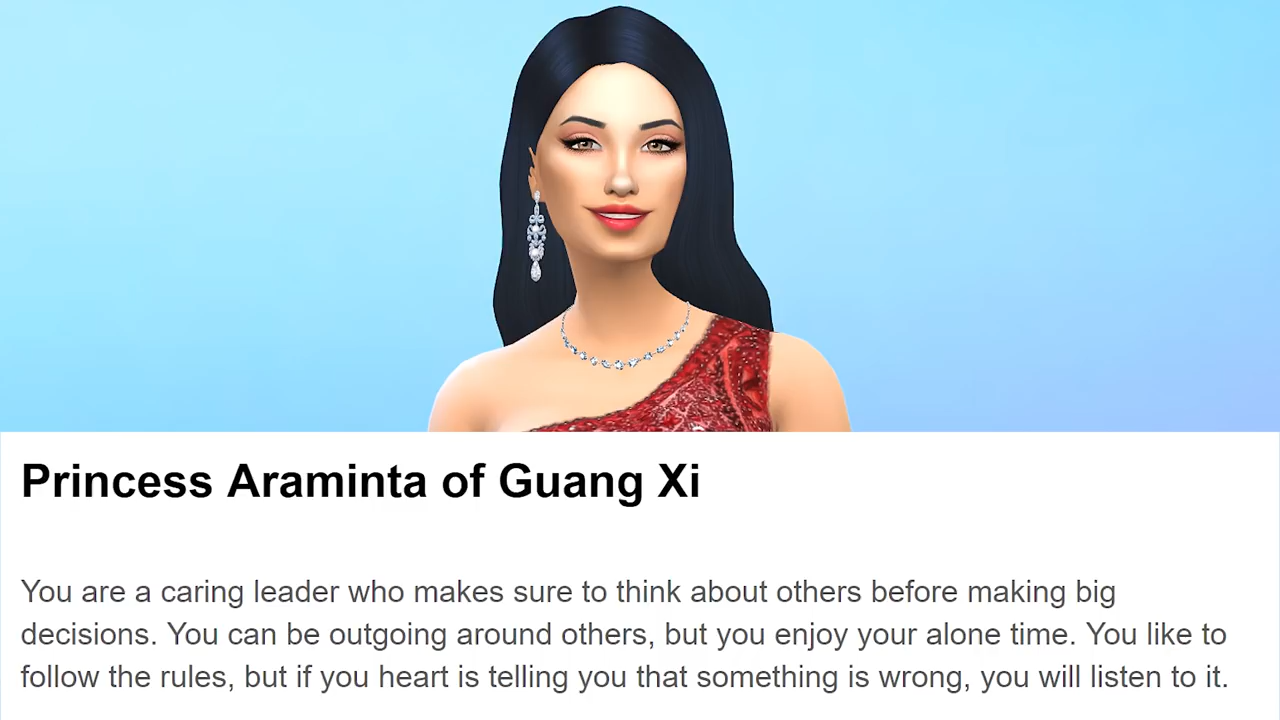 Princess Araminta of Guang Xi
You are a caring leader who makes sure to think about others before making big
decisions. You can be outgoing around others, but you enjoy your alone time. You like to
follow the rules, but if you heart is telling you that something is wrong, you will listen to it.